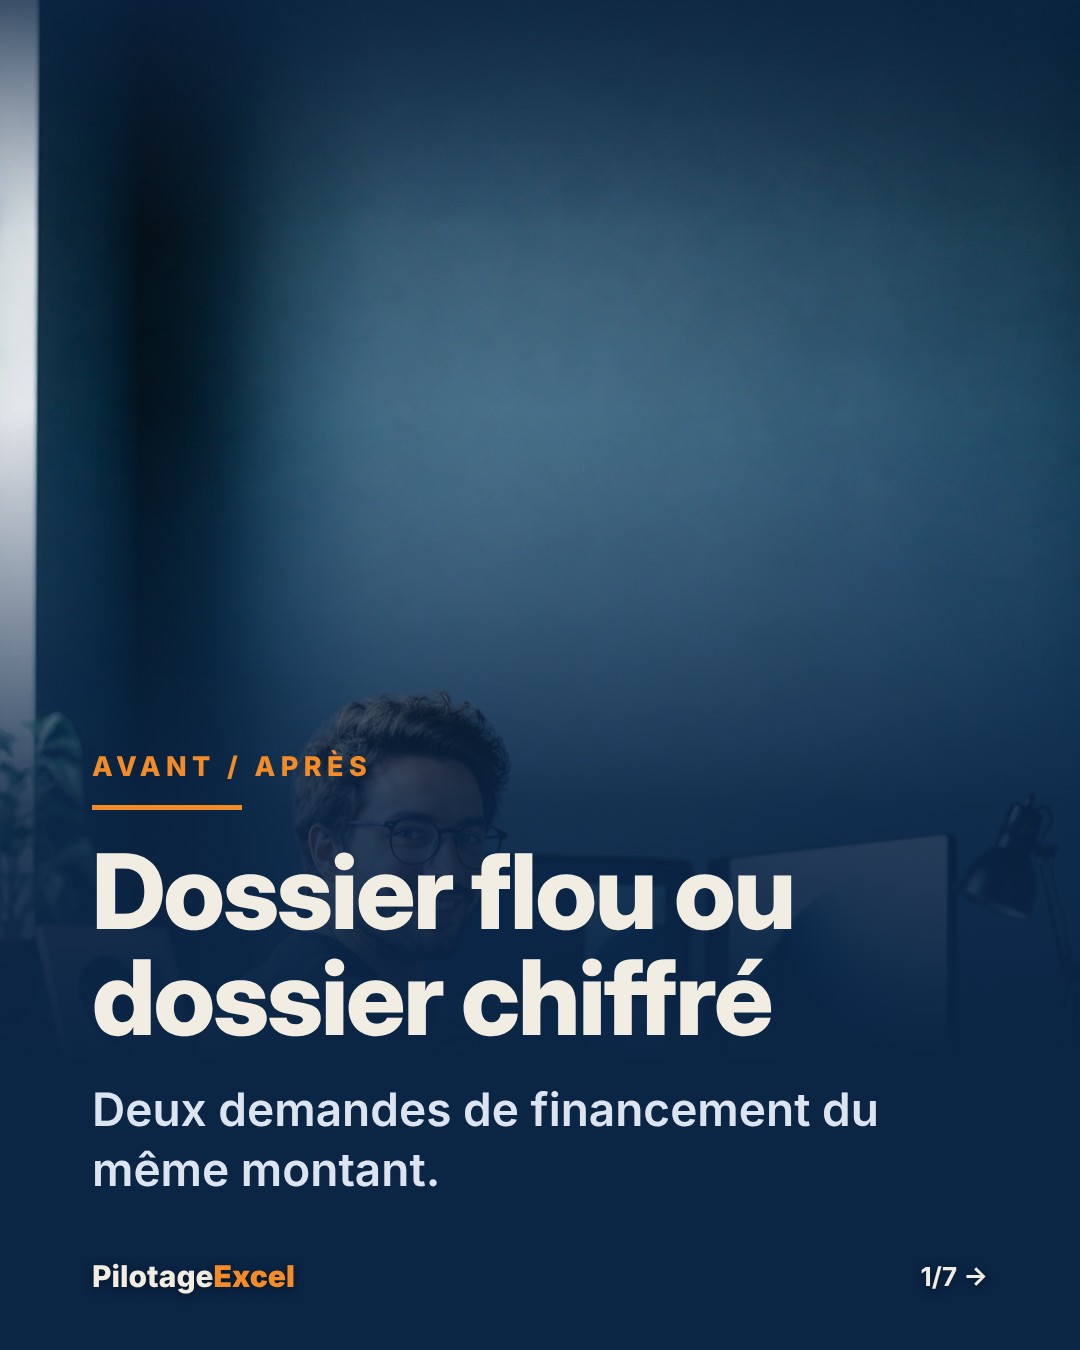 AVANT / APRÈS
Dossier flou ou
dossier chiffré
Deux demandes de financement du
même montant.
PilotageExcel
1/7 →